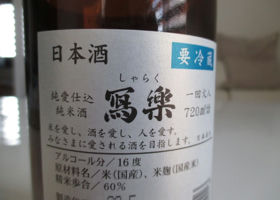 日本酒
要冷蔵
しゃらく
純愛仕込
純米酒
寫樂
一回火入
720ml詰
米を愛し、酒を愛し、人を愛す。
みなさまに愛される酒を目指します。
アルコール分／16度
原材料名／米(国産)、米麹(国産米)
精米歩合／60%